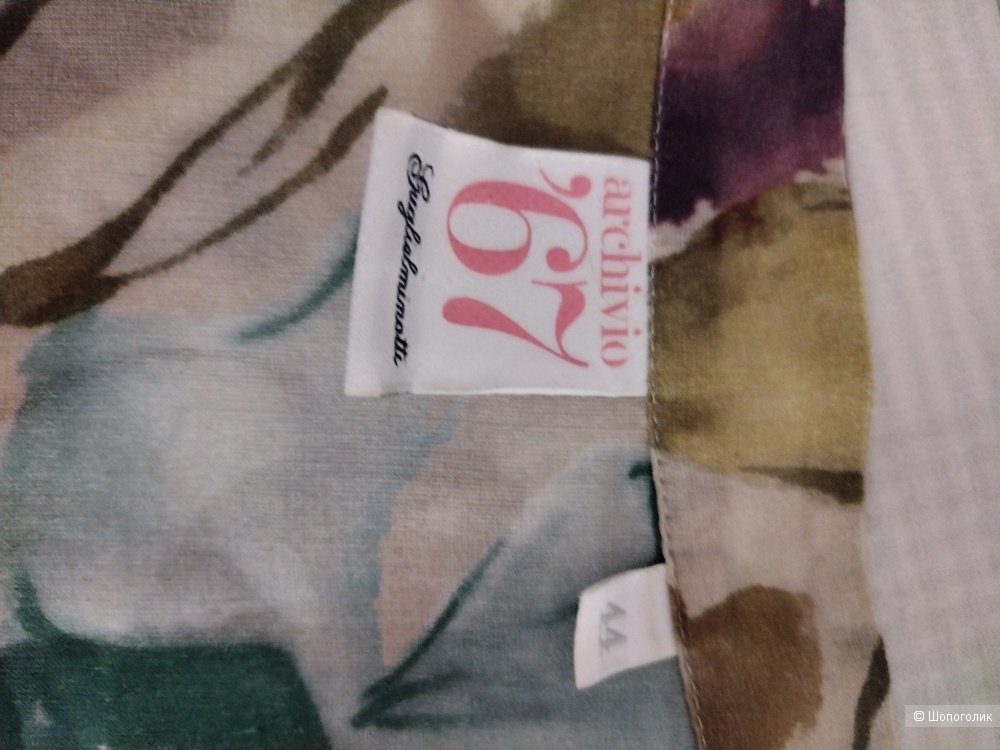 archivio
'67
Guglielminotti
44
© Шопоголик